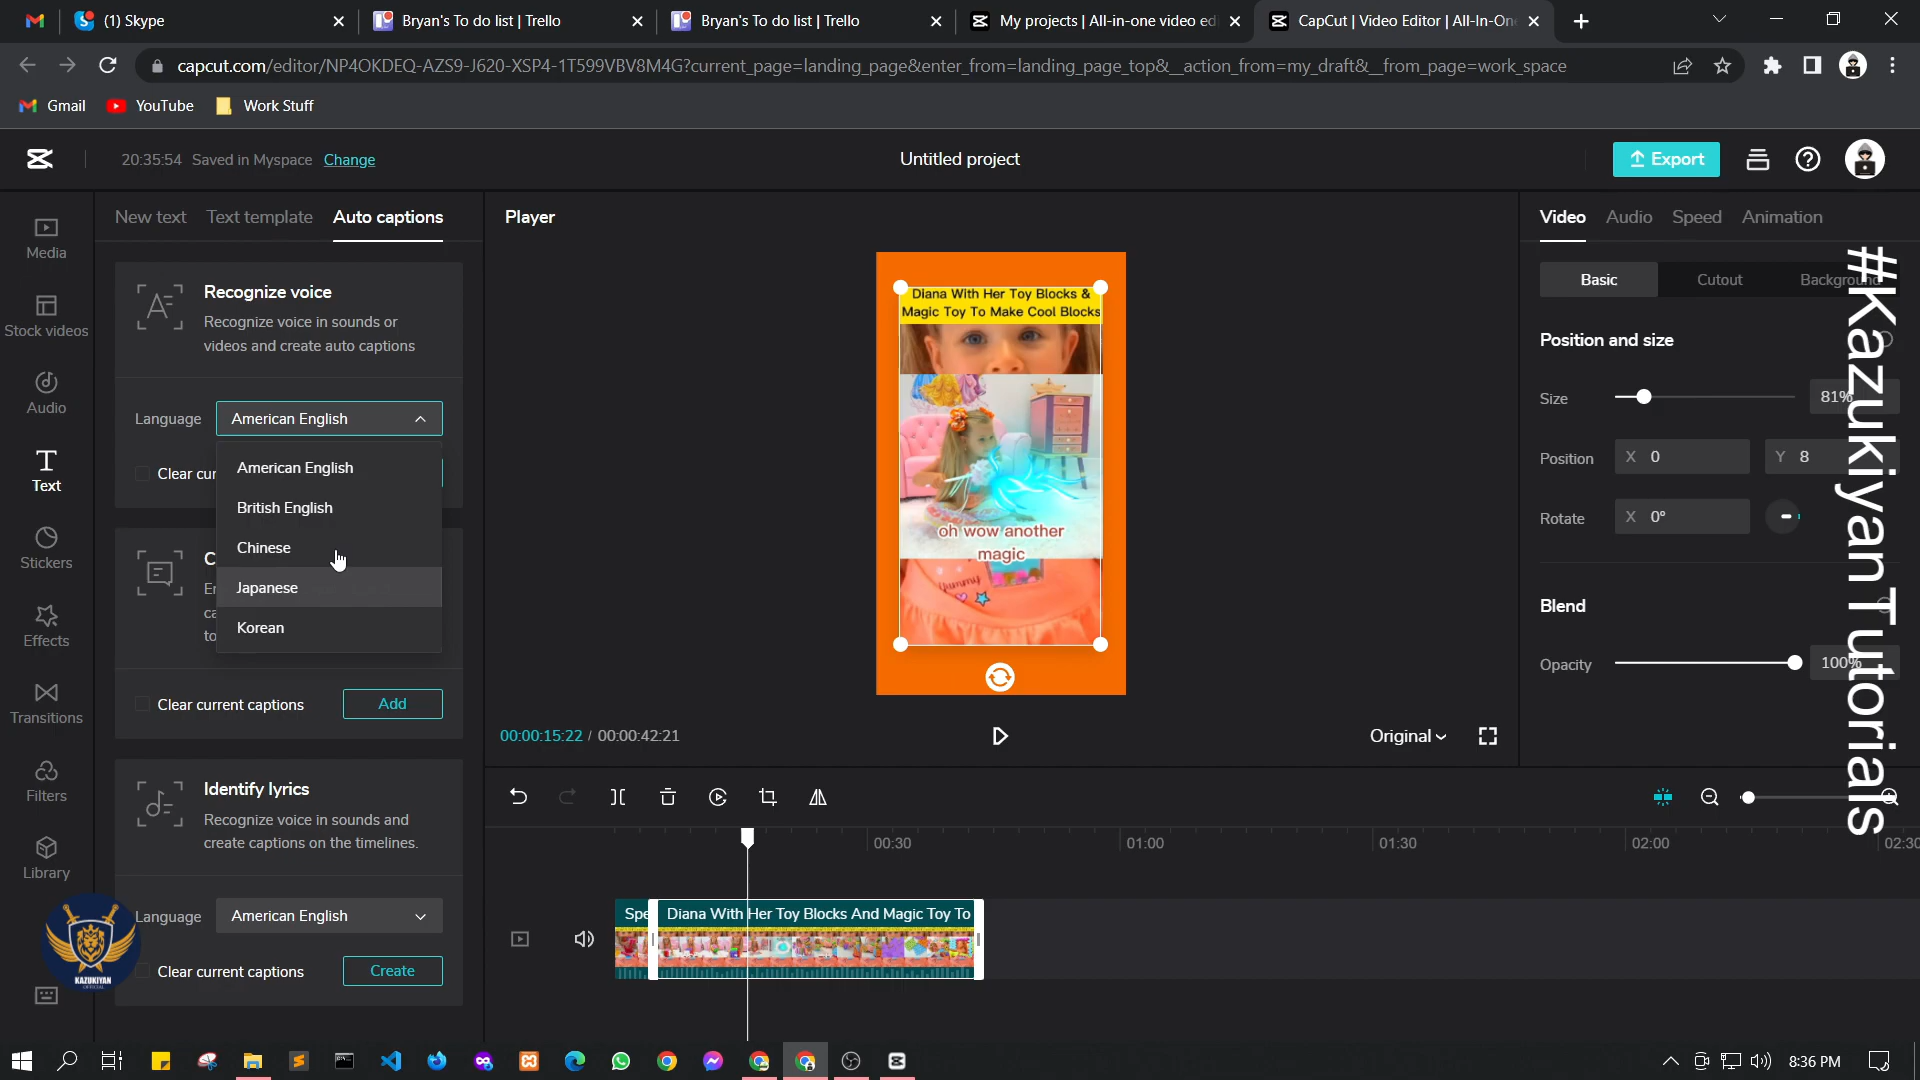 (1) Skype
Bryan's To do list | Trello
Bryan's To do list | Trello
My projects | All-in-one video ed
CapCut | Video Editor | All-In-On
capcut.com/editor/NP4OKDEQ-AZS9-J620-XSP4-1T599VBV8M4G?current_page=landing_page&enter_from=landing_page_top&__action_from=my_draft&__from_page=work_space
Gmail
YouTube
Work Stuff
20:35:54 Saved in Myspace Change
Untitled project
Export
Media
Stock videos
Audio
Text
Stickers
Effects
Transitions
Filters
Library
New text
Text template
Auto captions
Recognize voice
Recognize voice in sounds or
videos and create auto captions
Language
American English
Clear cur
American English
British English
Chinese
Japanese
Korean
C
En
ca
to
Clear current captions
Add
Identify lyrics
Recognize voice in sounds and
create captions on the timelines.
Language
American English
Clear current captions
Create
KAZUKIYAN
Player
Diana With Her Toy Blocks &
Magic Toy To Make Cool Blocks
oh wow another
magic
Yummy
00:00:15:22 / 00:00:42:21
Original
Video
Audio
Speed
Animation
Basic
Cutout
Background
Position and size
Size
81%
Position
X 0
Y 8
Rotate
X 0°
Blend
Opacity
100%
#KazukiyanTutorials
00:30
01:00
01:30
02:00
02:30
Spe
Diana With Her Toy Blocks And Magic Toy To
8:36 PM